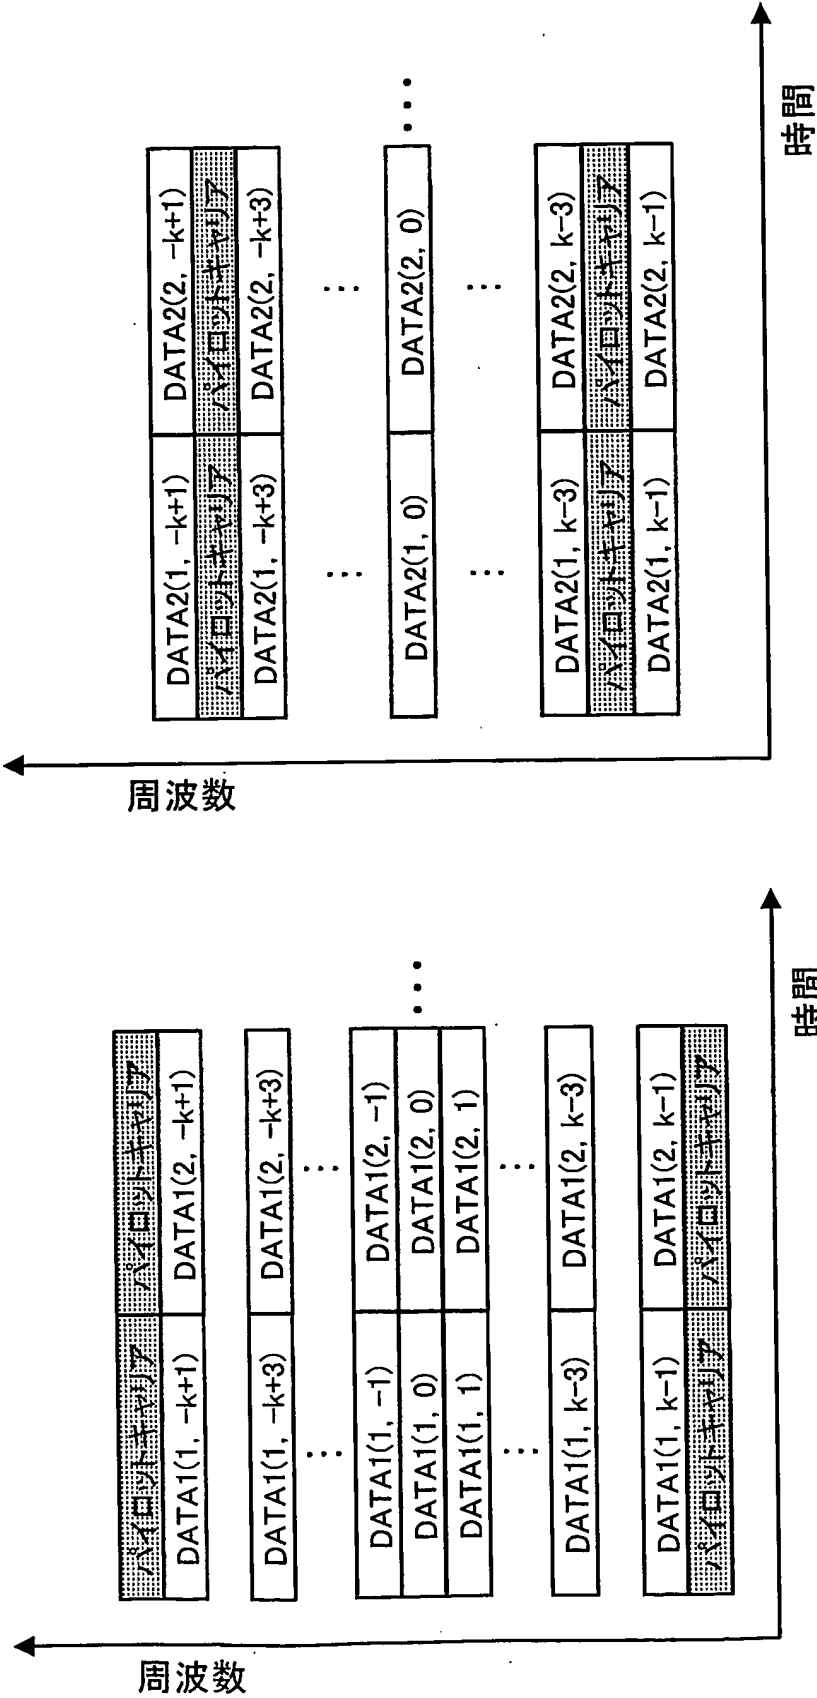 DATA2(1, -k+1) DATA2(2, -k+1)
パイロットキャリア パイロットキャリア
DATA2(1, -k+3) DATA2(2, -k+3)
… …
DATA2(1, 0) DATA2(2, 0) …
… …
DATA2(1, k-3) DATA2(2, k-3)
パイロットキャリア パイロットキャリア
DATA2(1, k-1) DATA2(2, k-1)
周波数
時間
パイロットキャリア パイロットキャリア
DATA1(1, -k+1) DATA1(2, -k+1)
DATA1(1, -k+3) DATA1(2, -k+3)
… …
DATA1(1, -1) DATA1(2, -1)
DATA1(1, 0) DATA1(2, 0) …
DATA1(1, 1) DATA1(2, 1)
… …
DATA1(1, k-3) DATA1(2, k-3)
DATA1(1, k-1) DATA1(2, k-1)
パイロットキャリア パイロットキャリア
周波数
時間